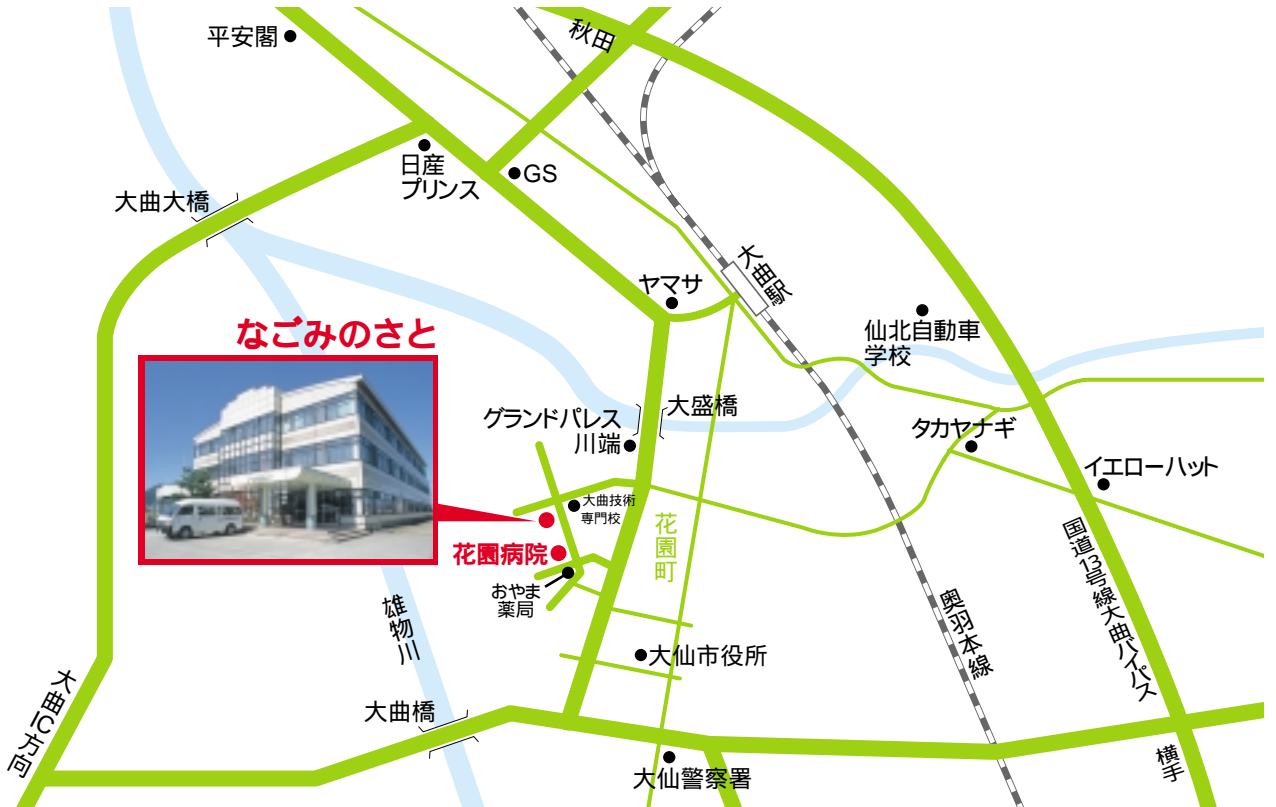 平安閣
秋田
日産
プリンス
GS
大曲大橋
大曲駅
ヤマサ
仙北自動車
学校
なごみのさと
大盛橋
グランドパレス
川端
タカヤナギ
イエローハット
大曲技術
専門校
花園町
花園病院
おやま
薬局
国道13号線大曲バイパス
雄物川
奥羽本線
大仙市役所
大曲IC方向
大曲橋
横手
大仙警察署